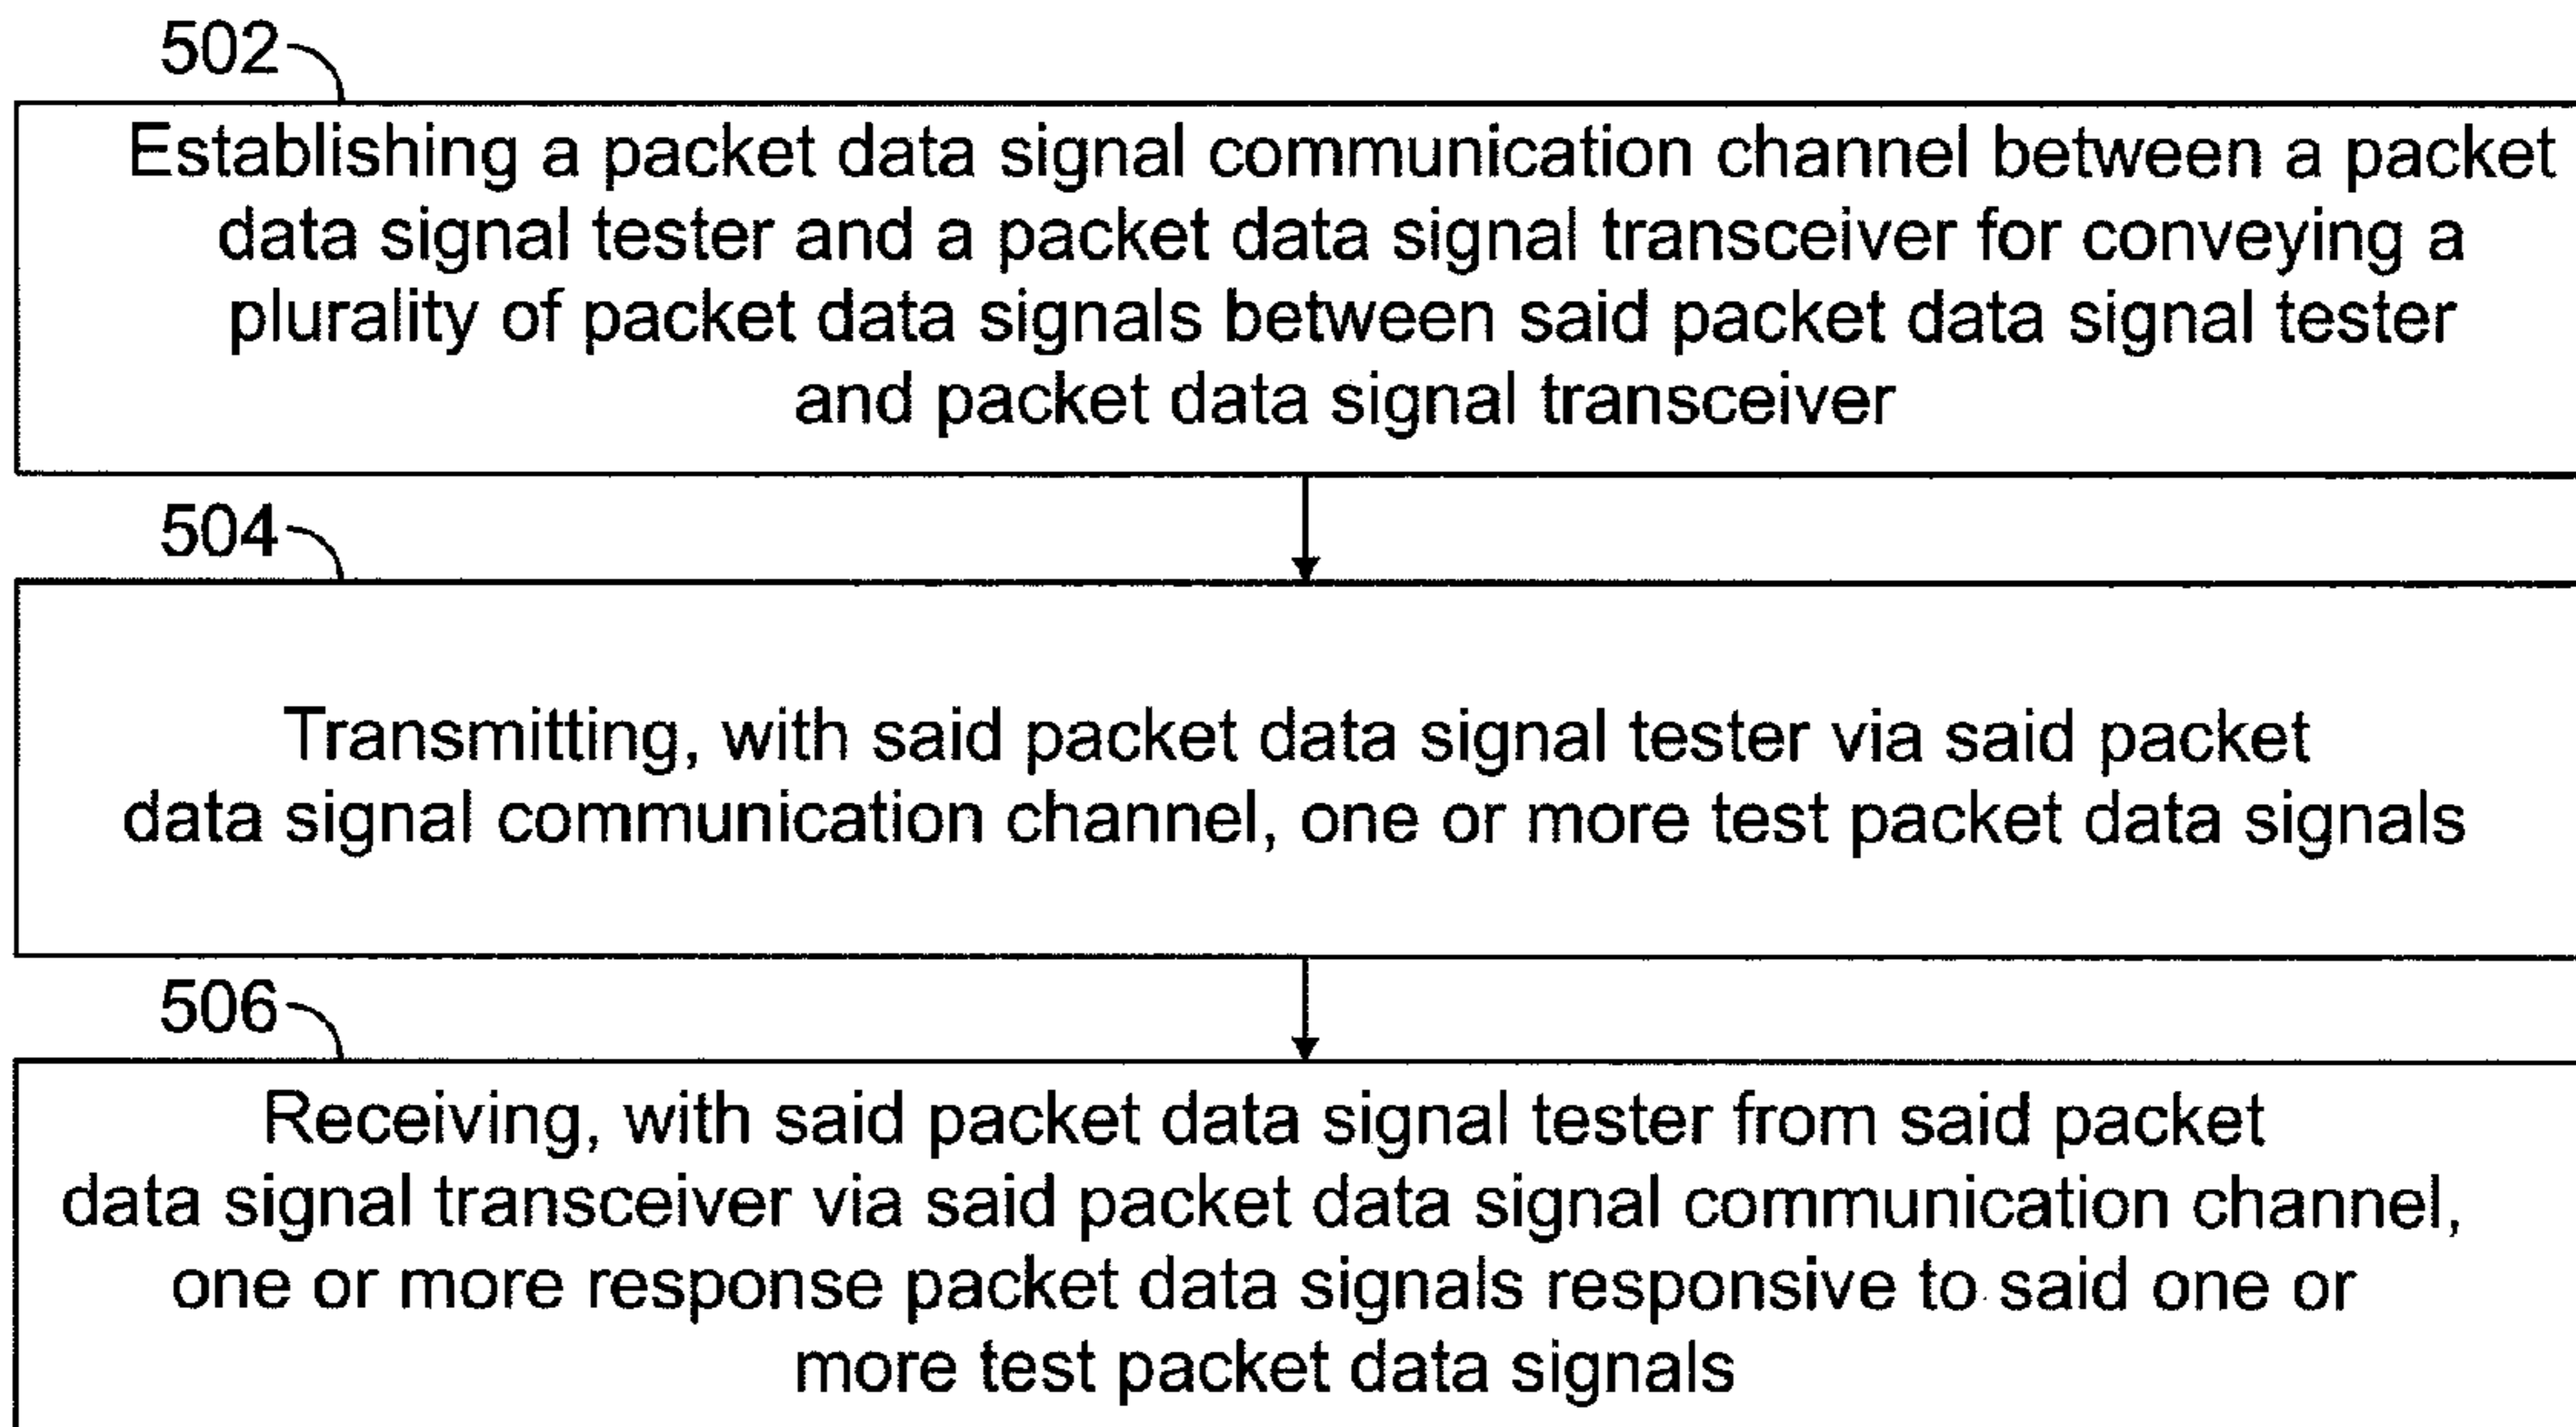 502
Establishing a packet data signal communication channel between a packet
data signal tester and a packet data signal transceiver for conveying a
plurality of packet data signals between said packet data signal tester
and packet data signal transceiver
504
Transmitting, with said packet data signal tester via said packet
data signal communication channel, one or more test packet data signals
506
Receiving, with said packet data signal tester from said packet
data signal transceiver via said packet data signal communication channel,
one or more response packet data signals responsive to said one or
more test packet data signals